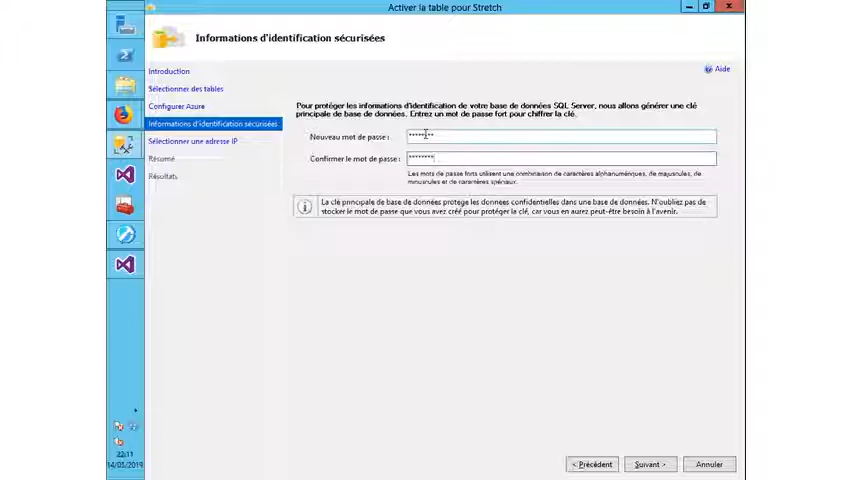 Activer la table pour Stretch
Informations d'identification sécurisées
Aide
Introduction
Sélectionner des tables
Configurer Azure
Informations d'identification sécurisées
Sélectionner une adresse IP
Résumé
Résultats
Pour protéger les informations d'identification de votre base de données SQL Server, nous allons générer une clé
principale de base de données. Entrez un mot de passe fort pour chiffrer la clé.
Nouveau mot de passe :
********
Confirmer le mot de passe :
********
Les mots de passe forts utilisent une combinaison de caractères alphanumériques, de majuscules, de
minuscules et de caractères spéciaux.
La clé principale de base de données protège les données confidentielles dans une base de données. N'oubliez pas de
stocker le mot de passe que vous avez créé pour protéger la clé, car vous en aurez peut-être besoin à l'avenir.
22:11
14/05/2019
< Précédent
Suivant >
Annuler